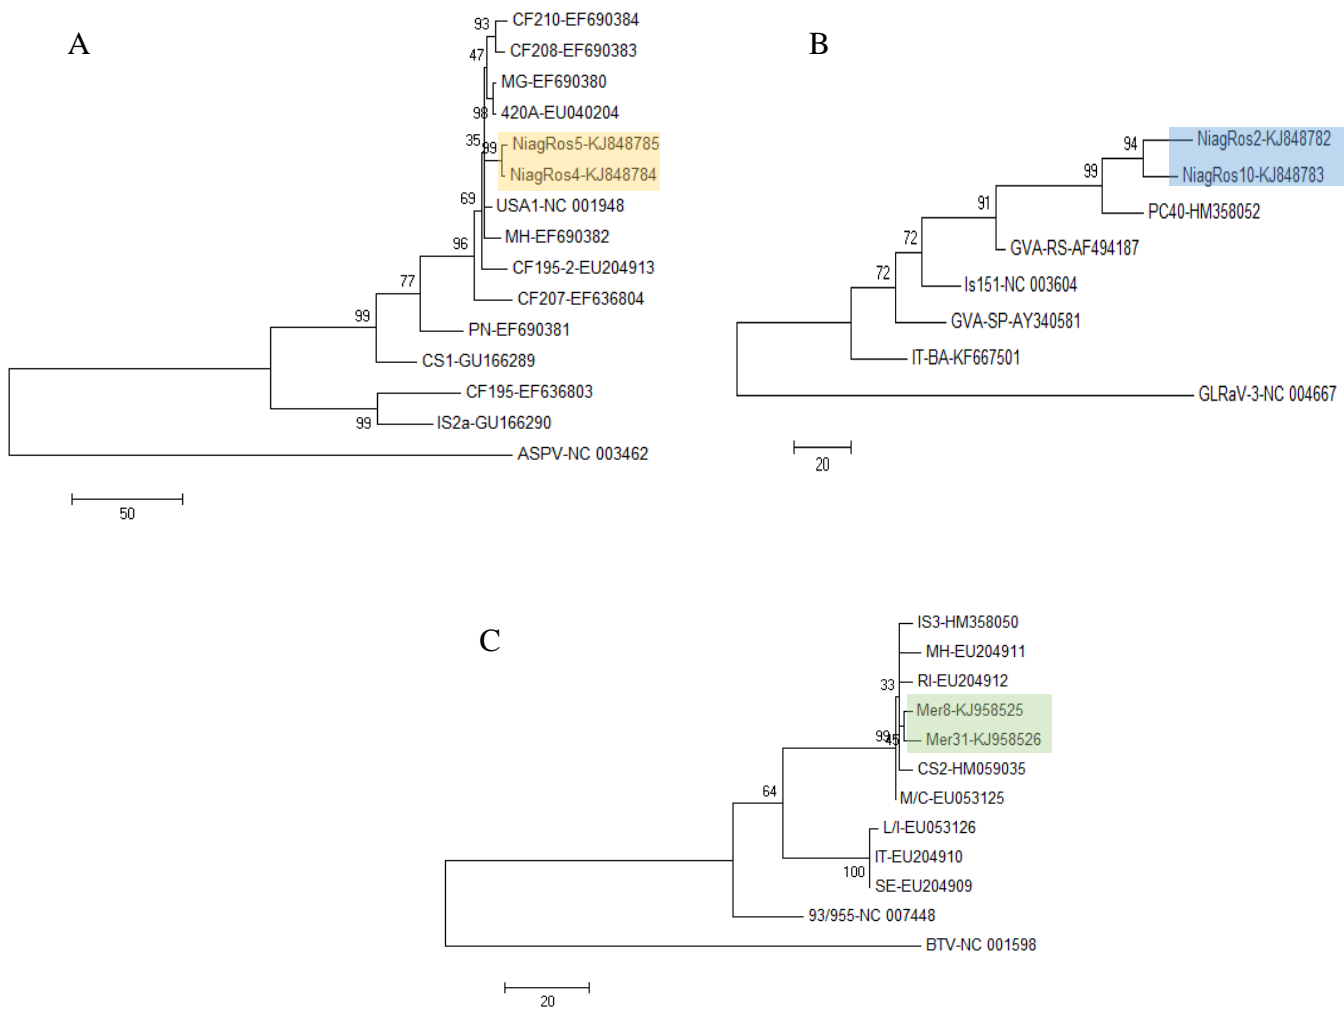 A
93
CF210-EF690384
CF208-EF690383
47
MG-EF690380
98
420A-EU040204
35
99
NiagRos5-KJ848785
NiagRos4-KJ848784
69
USA1-NC 001948
MH-EF690382
96
CF195-2-EU204913
77
CF207-EF636804
99
PN-EF690381
CS1-GU166289
CF195-EF636803
99
IS2a-GU166290
ASPV-NC 003462
50
B
94
NiagRos2-KJ848782
99
NiagRos10-KJ848783
91
PC40-HM358052
72
GVA-RS-AF494187
72
Is151-NC 003604
GVA-SP-AY340581
IT-BA-KF667501
GLRaV-3-NC 004667
20
C
IS3-HM358050
MH-EU204911
33
RI-EU204912
Mer8-KJ958525
99
45
Mer31-KJ958526
CS2-HM059035
64
M/C-EU053125
L/I-EU053126
IT-EU204910
100
SE-EU204909
93/955-NC 007448
BTV-NC 001598
20